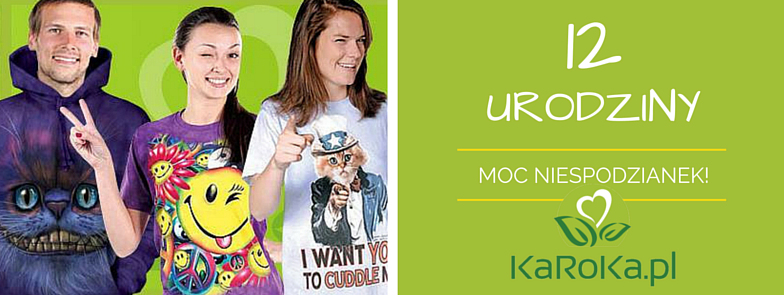 I WANT YO
TO CUDDLE M
12
URODZINY
MOC NIESPODZIANEK!
KaRoKa.pl